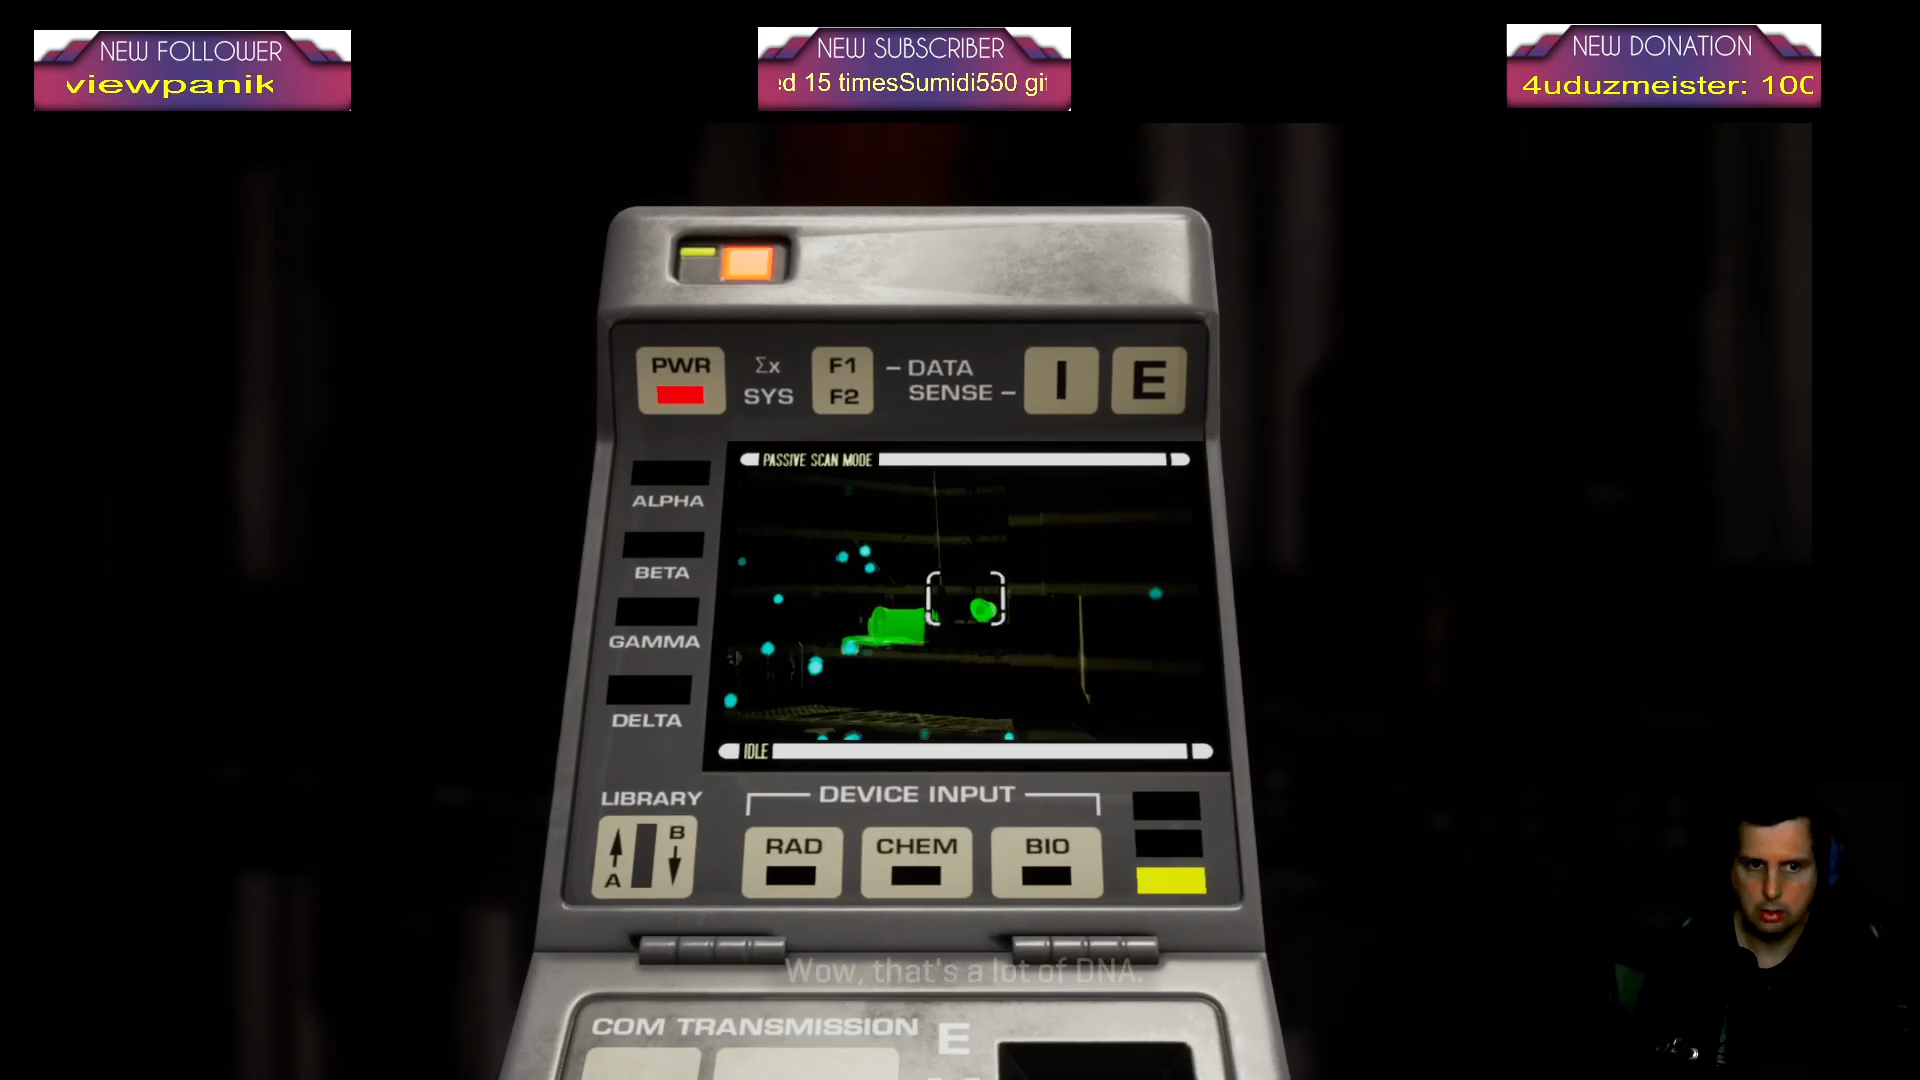 NEW FOLLOWER
viewpanik
NEW SUBSCRIBER
ed 15 timesSumidi550 gi
NEW DONATION
4uduzmeister: 100
PWR
Σx
SYS
F1
F2
– DATA
SENSE –
I
E
PASSIVE SCAN MODE
ALPHA
BETA
GAMMA
DELTA
IDLE
LIBRARY
B
A
DEVICE INPUT
RAD
CHEM
BIO
Wow, that's a lot of DNA.
COM TRANSMISSION
E